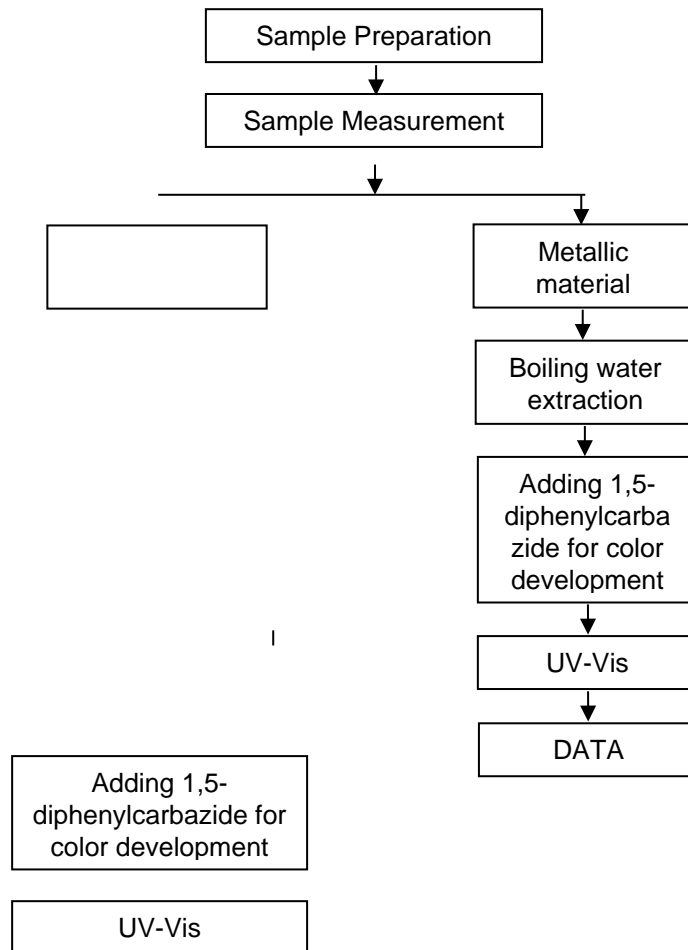 Sample Preparation
Sample Measurement
Metallic
material
Boiling water
extraction
Adding 1,5-
diphenylcarba
zide for color
development
UV-Vis
DATA
Adding 1,5-
diphenylcarbazide for
color development
UV-Vis